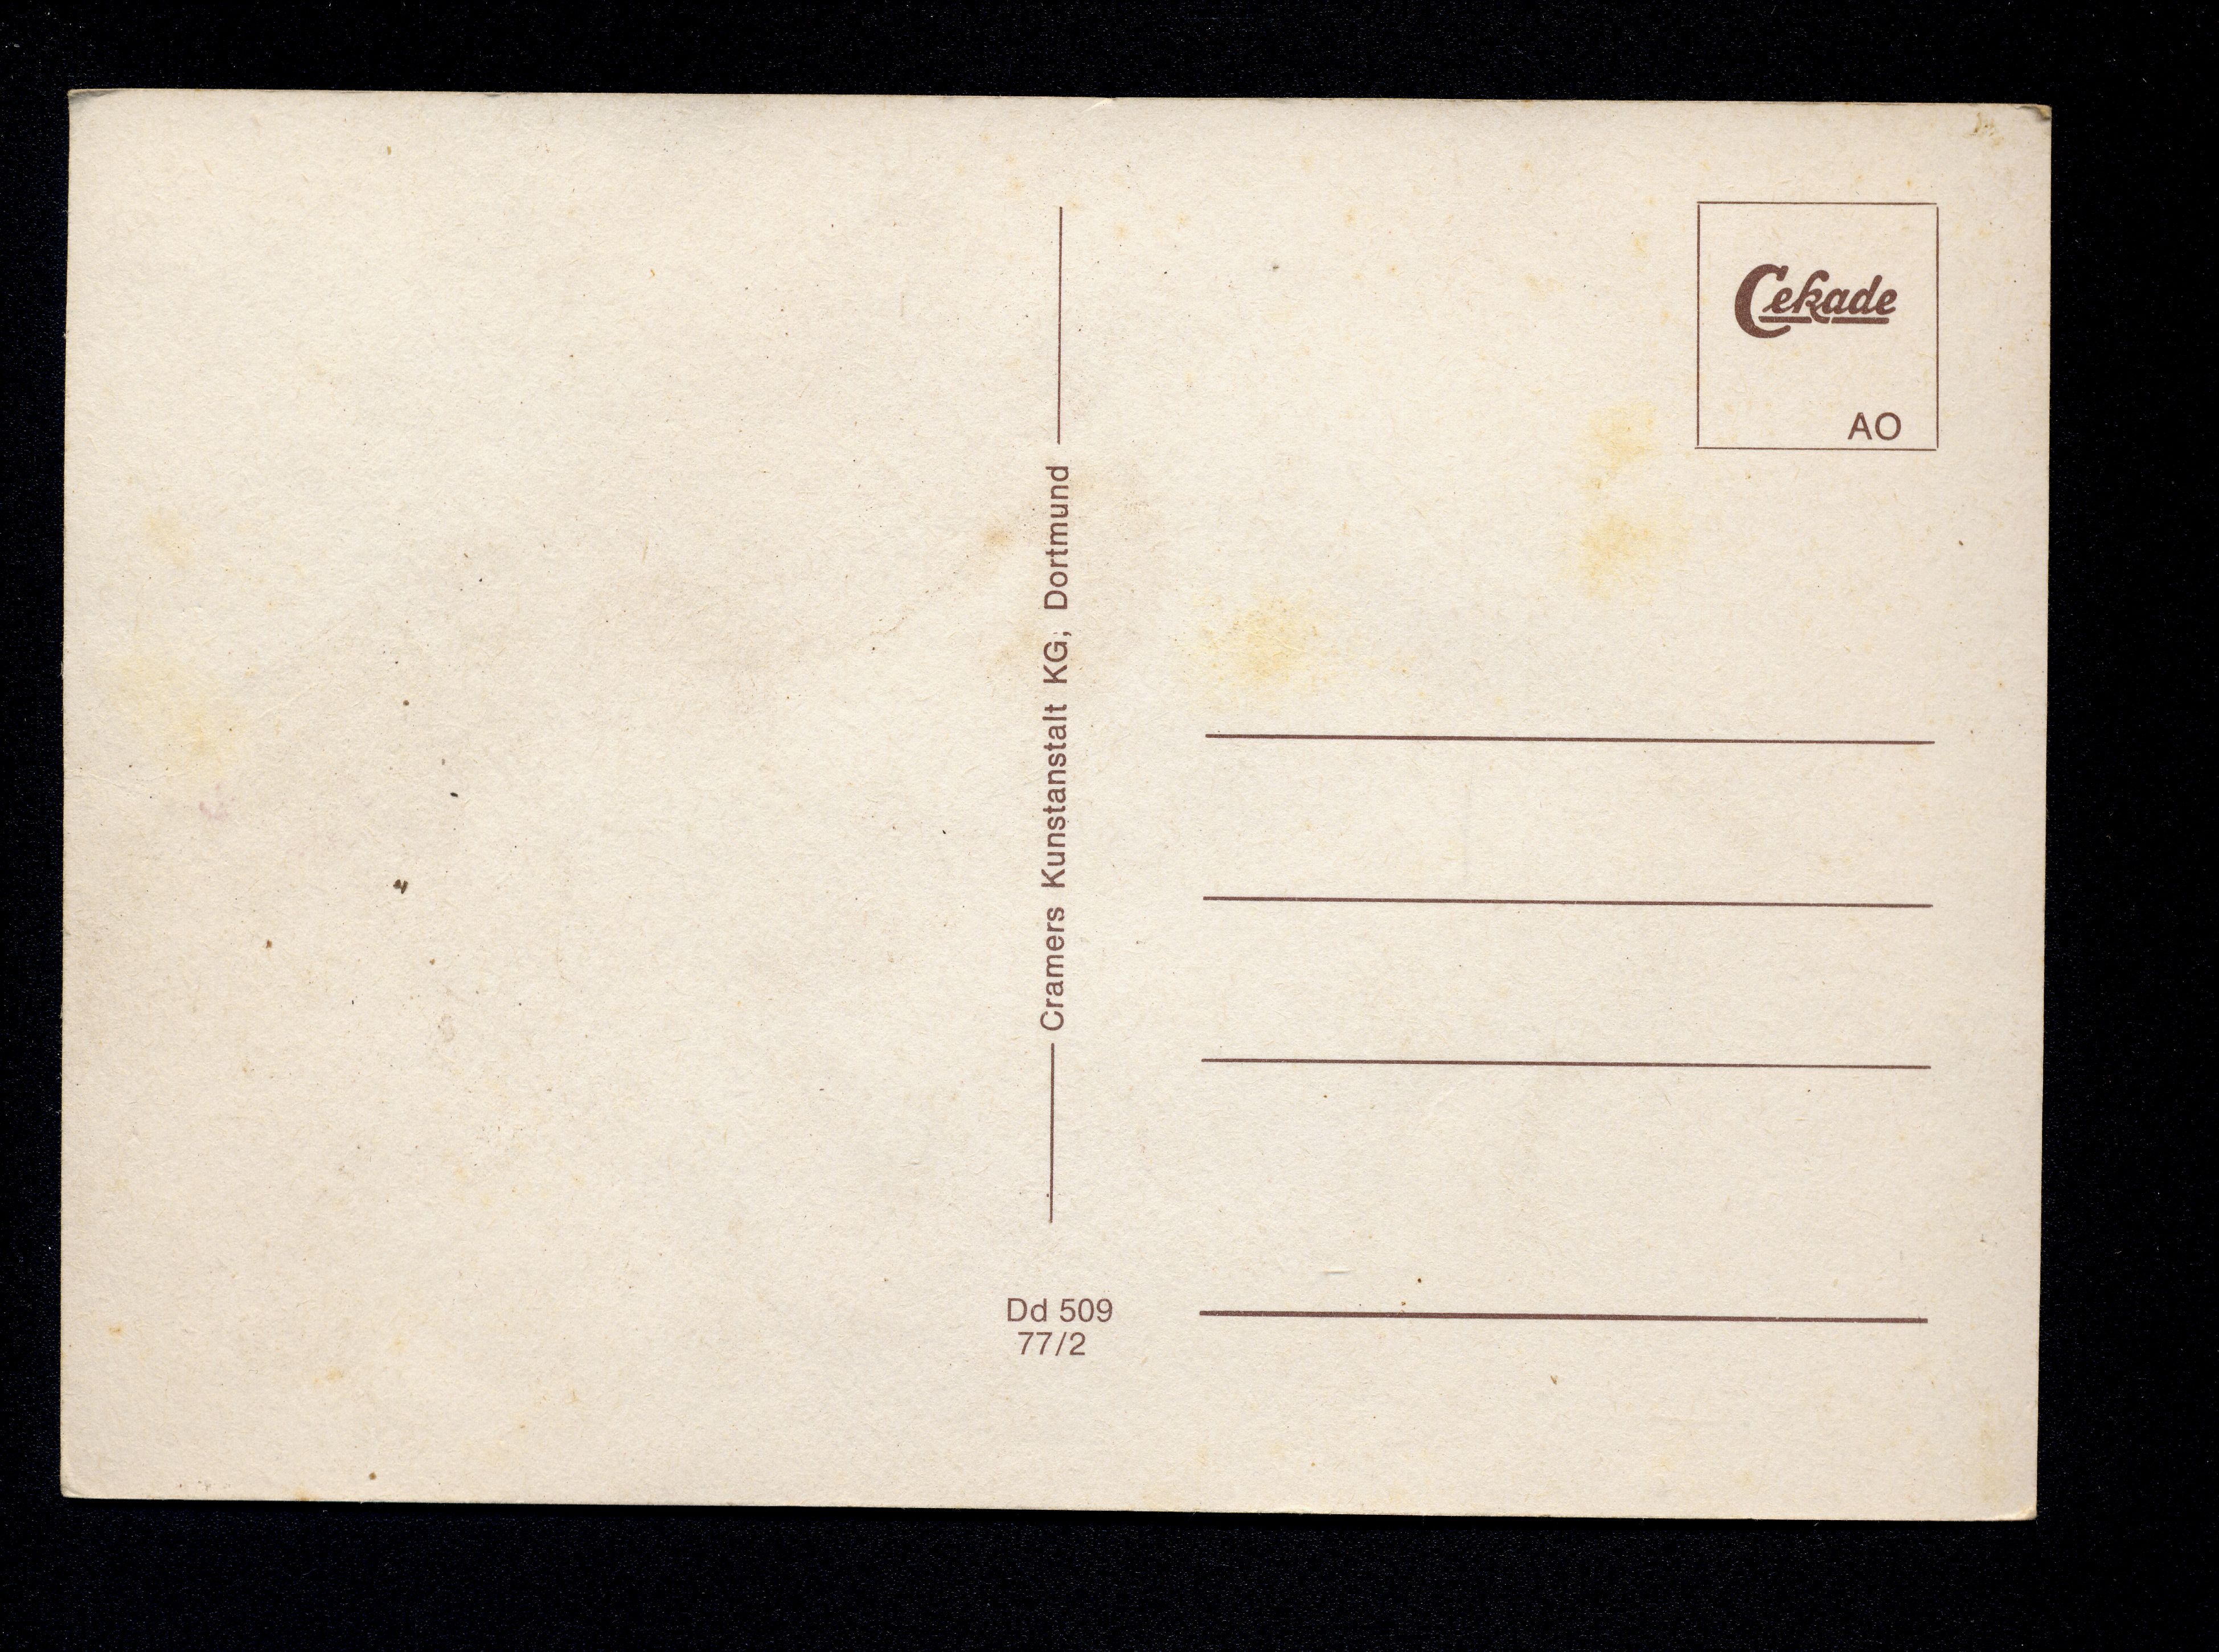 Cekade
AO
Cramers Kunstanstalt KG, Dortmund
Dd 509
77/2